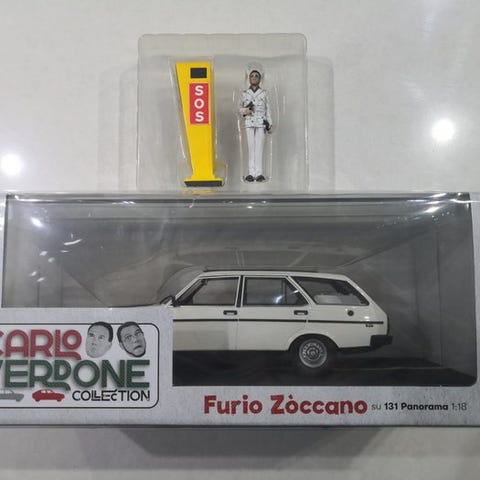 SOS
CARLO
VERDONE
COLLECTION
Furio Zòccano su 131 Panorama 1:18